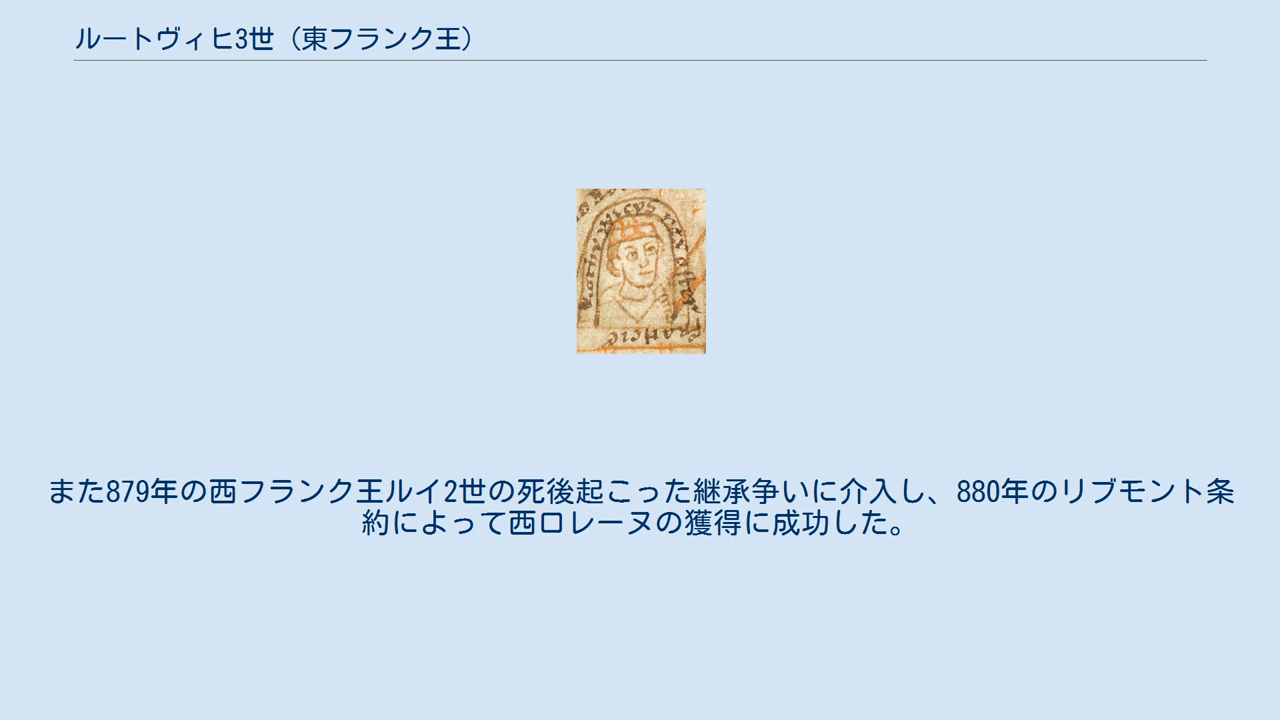 ルートヴィヒ3世（東フランク王）
また879年の西フランク王ルイ2世の死後起こった継承争いに介入し、880年のリブモント条
約によって西ロレーヌの獲得に成功した。